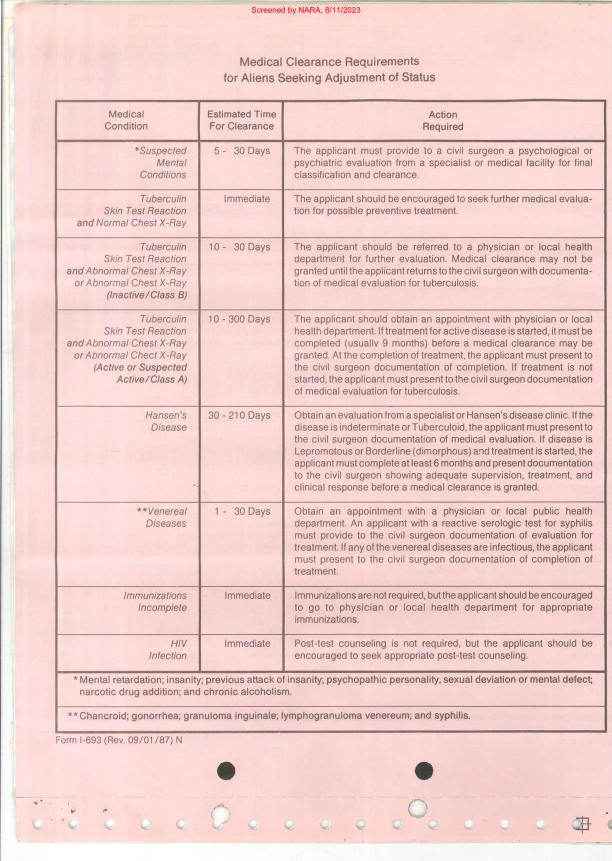 Screened by NARA, 8/11/2023
Medical Clearance Requirements
for Aliens Seeking Adjustment of Status
Medical
Condition
Estimated Time
For Clearance
Action
Required
*Suspected
Mental
Conditions
5 - 30 Days
The applicant must provide to a civil surgeon a psychological or
psychiatric evaluation from a specialist or medical facility for final
classification and clearance.
Tuberculin
Skin Test Reaction
and Normal Chest X-Ray
Immediate
The applicant should be encouraged to seek further medical evalua-
tion for possible preventive treatment.
Tuberculin
Skin Test Reaction
and Abnormal Chest X-Ray
or Abnormal Chest X-Ray
(Inactive/Class B)
10 - 30 Days
The applicant should be referred to a physician or local health
department for further evaluation. Medical clearance may not be
granted until the applicant returns to the civil surgeon with documenta-
tion of medical evaluation for tuberculosis.
Tuberculin
Skin Test Reaction
and Abnormal Chest X-Ray
or Abnormal Chect X-Ray
(Active or Suspected
Active/Class A)
10 - 300 Days
The applicant should obtain an appointment with physician or local
health department. If treatment for active disease is started, it must be
completed (usually 9 months) before a medical clearance may be
granted. At the completion of treatment, the applicant must present to
the civil surgeon documentation of completion. If treatment is not
started, the applicant must present to the civil surgeon documentation
of medical evaluation for tuberculosis.
Hansen's
Disease
30 - 210 Days
Obtain an evaluation from a specialist or Hansen's disease clinic. If the
disease is indeterminate or Tuberculoid, the applicant must present to
the civil surgeon documentation of medical evaluation. If disease is
Lepromotous or Borderline (dimorphous) and treatment is started, the
applicant must complete at least 6 months and present documentation
to the civil surgeon showing adequate supervision, treatment, and
clinical response before a medical clearance is granted.
**Venereal
Diseases
1 - 30 Days
Obtain an appointment with a physician or local public health
department. An applicant with a reactive serologic test for syphilis
must provide to the civil surgeon documentation of evaluation for
treatment. If any of the venereal diseases are infectious, the applicant
must present to the civil surgeon documentation of completion of
treatment.
Immunizations
Incomplete
Immediate
Immunizations are not required, but the applicant should be encouraged
to go to physician or local health department for appropriate
immunizations.
HIV
Infection
Immediate
Post-test counseling is not required, but the applicant should be
encouraged to seek appropriate post-test counseling.
*Mental retardation; insanity; previous attack of insanity; psychopathic personality, sexual deviation or mental defect;
narcotic drug addition; and chronic alcoholism.
**Chancroid; gonorrhea; granuloma inguinale; lymphogranuloma venereum; and syphilis.
Form I-693 (Rev. 09/01/87) N